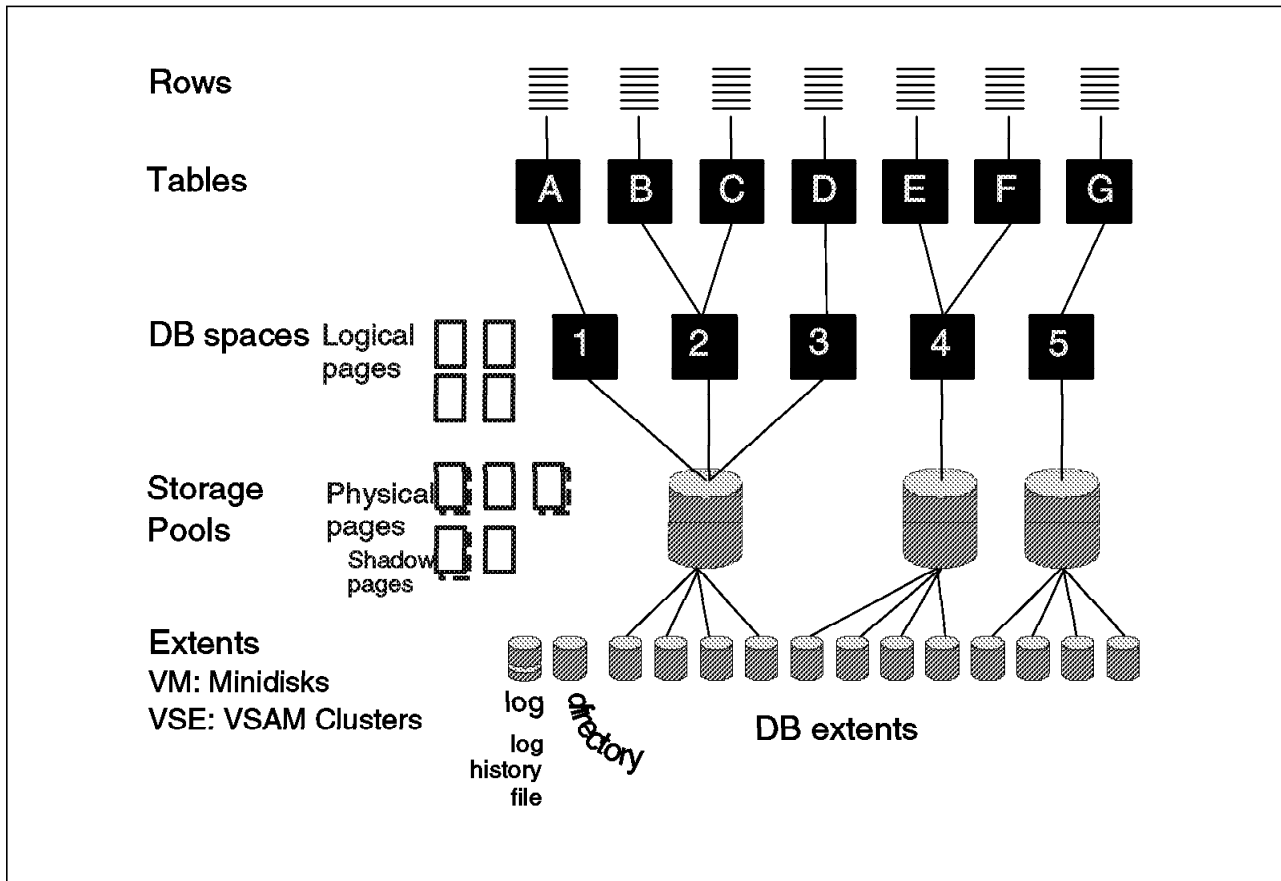 Rows
Tables
A B C D E F G
DB spaces
Logical
pages
1 2 3 4 5
Storage
Pools
Physical
pages
Shadow
pages
Extents
VM: Minidisks
VSE: VSAM Clusters
log
directory
log
history
file
DB extents